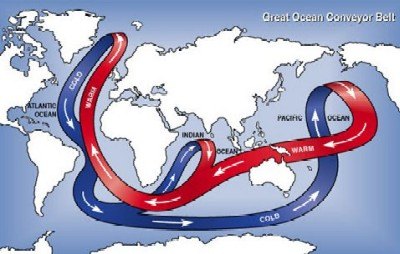 Great Ocean Conveyor Belt
COLD
WARM
ATLANTIC
OCEAN
INDIAN
OCEAN
PACIFIC
OCEAN
WARM
COLD